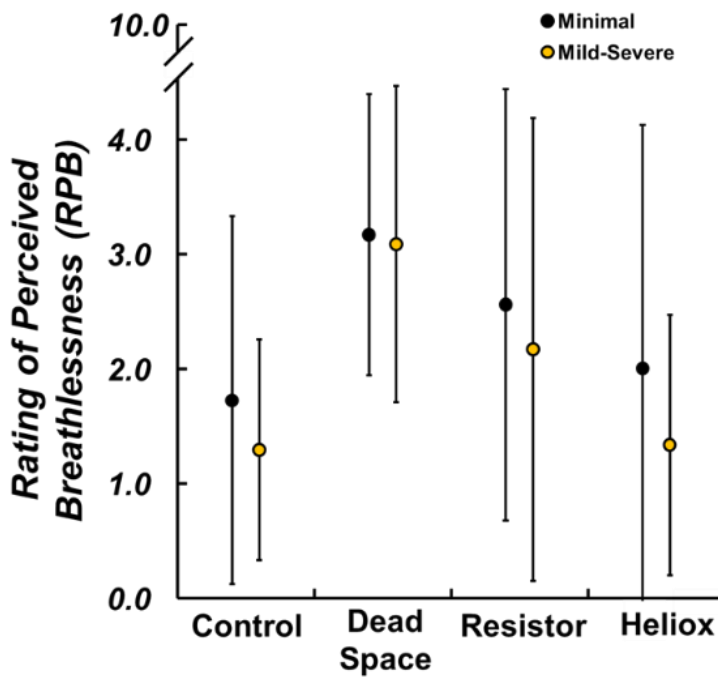 10.0
Minimal
Mild-Severe
4.0
3.0
2.0
1.0
0.0
Rating of Perceived
Breathlessness (RPB)
Control
Dead
Space
Resistor
Heliox